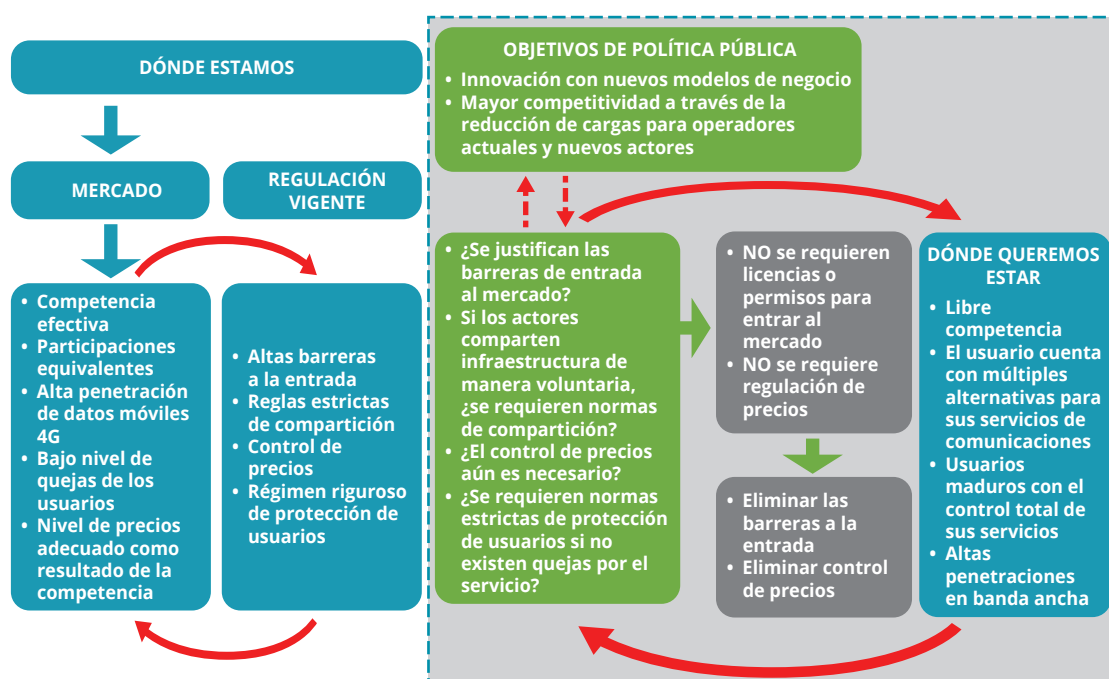 DÓNDE ESTAMOS
MERCADO
REGULACIÓN
VIGENTE
• Competencia
efectiva
• Participaciones
equivalentes
• Alta penetración
de datos móviles
4G
• Bajo nivel de
quejas de los
usuarios
• Nivel de precios
adecuado como
resultado de la
competencia
• Altas barreras
a la entrada
• Reglas estrictas
de compartición
• Control de
precios
• Régimen riguroso
de protección de
usuarios
OBJETIVOS DE POLÍTICA PÚBLICA
• Innovación con nuevos modelos de negocio
• Mayor competitividad a través de la
reducción de cargas para operadores
actuales y nuevos actores
• ¿Se justifican las
barreras de entrada
al mercado?
• Si los actores
comparten
infraestructura de
manera voluntaria,
¿se requieren normas
de compartición?
• ¿El control de precios
aún es necesario?
• ¿Se requieren normas
estrictas de protección
de usuarios si no
existen quejas por el
servicio?
• NO se requieren
licencias o
permisos para
entrar al
mercado
• NO se requiere
regulación de
precios
• Eliminar las
barreras a la
entrada
• Eliminar control
de precios
DÓNDE QUEREMOS
ESTAR
• Libre
competencia
• El usuario cuenta
con múltiples
alternativas para
sus servicios de
comunicaciones
• Usuarios
maduros con el
control total de
sus servicios
• Altas
penetraciones
en banda ancha